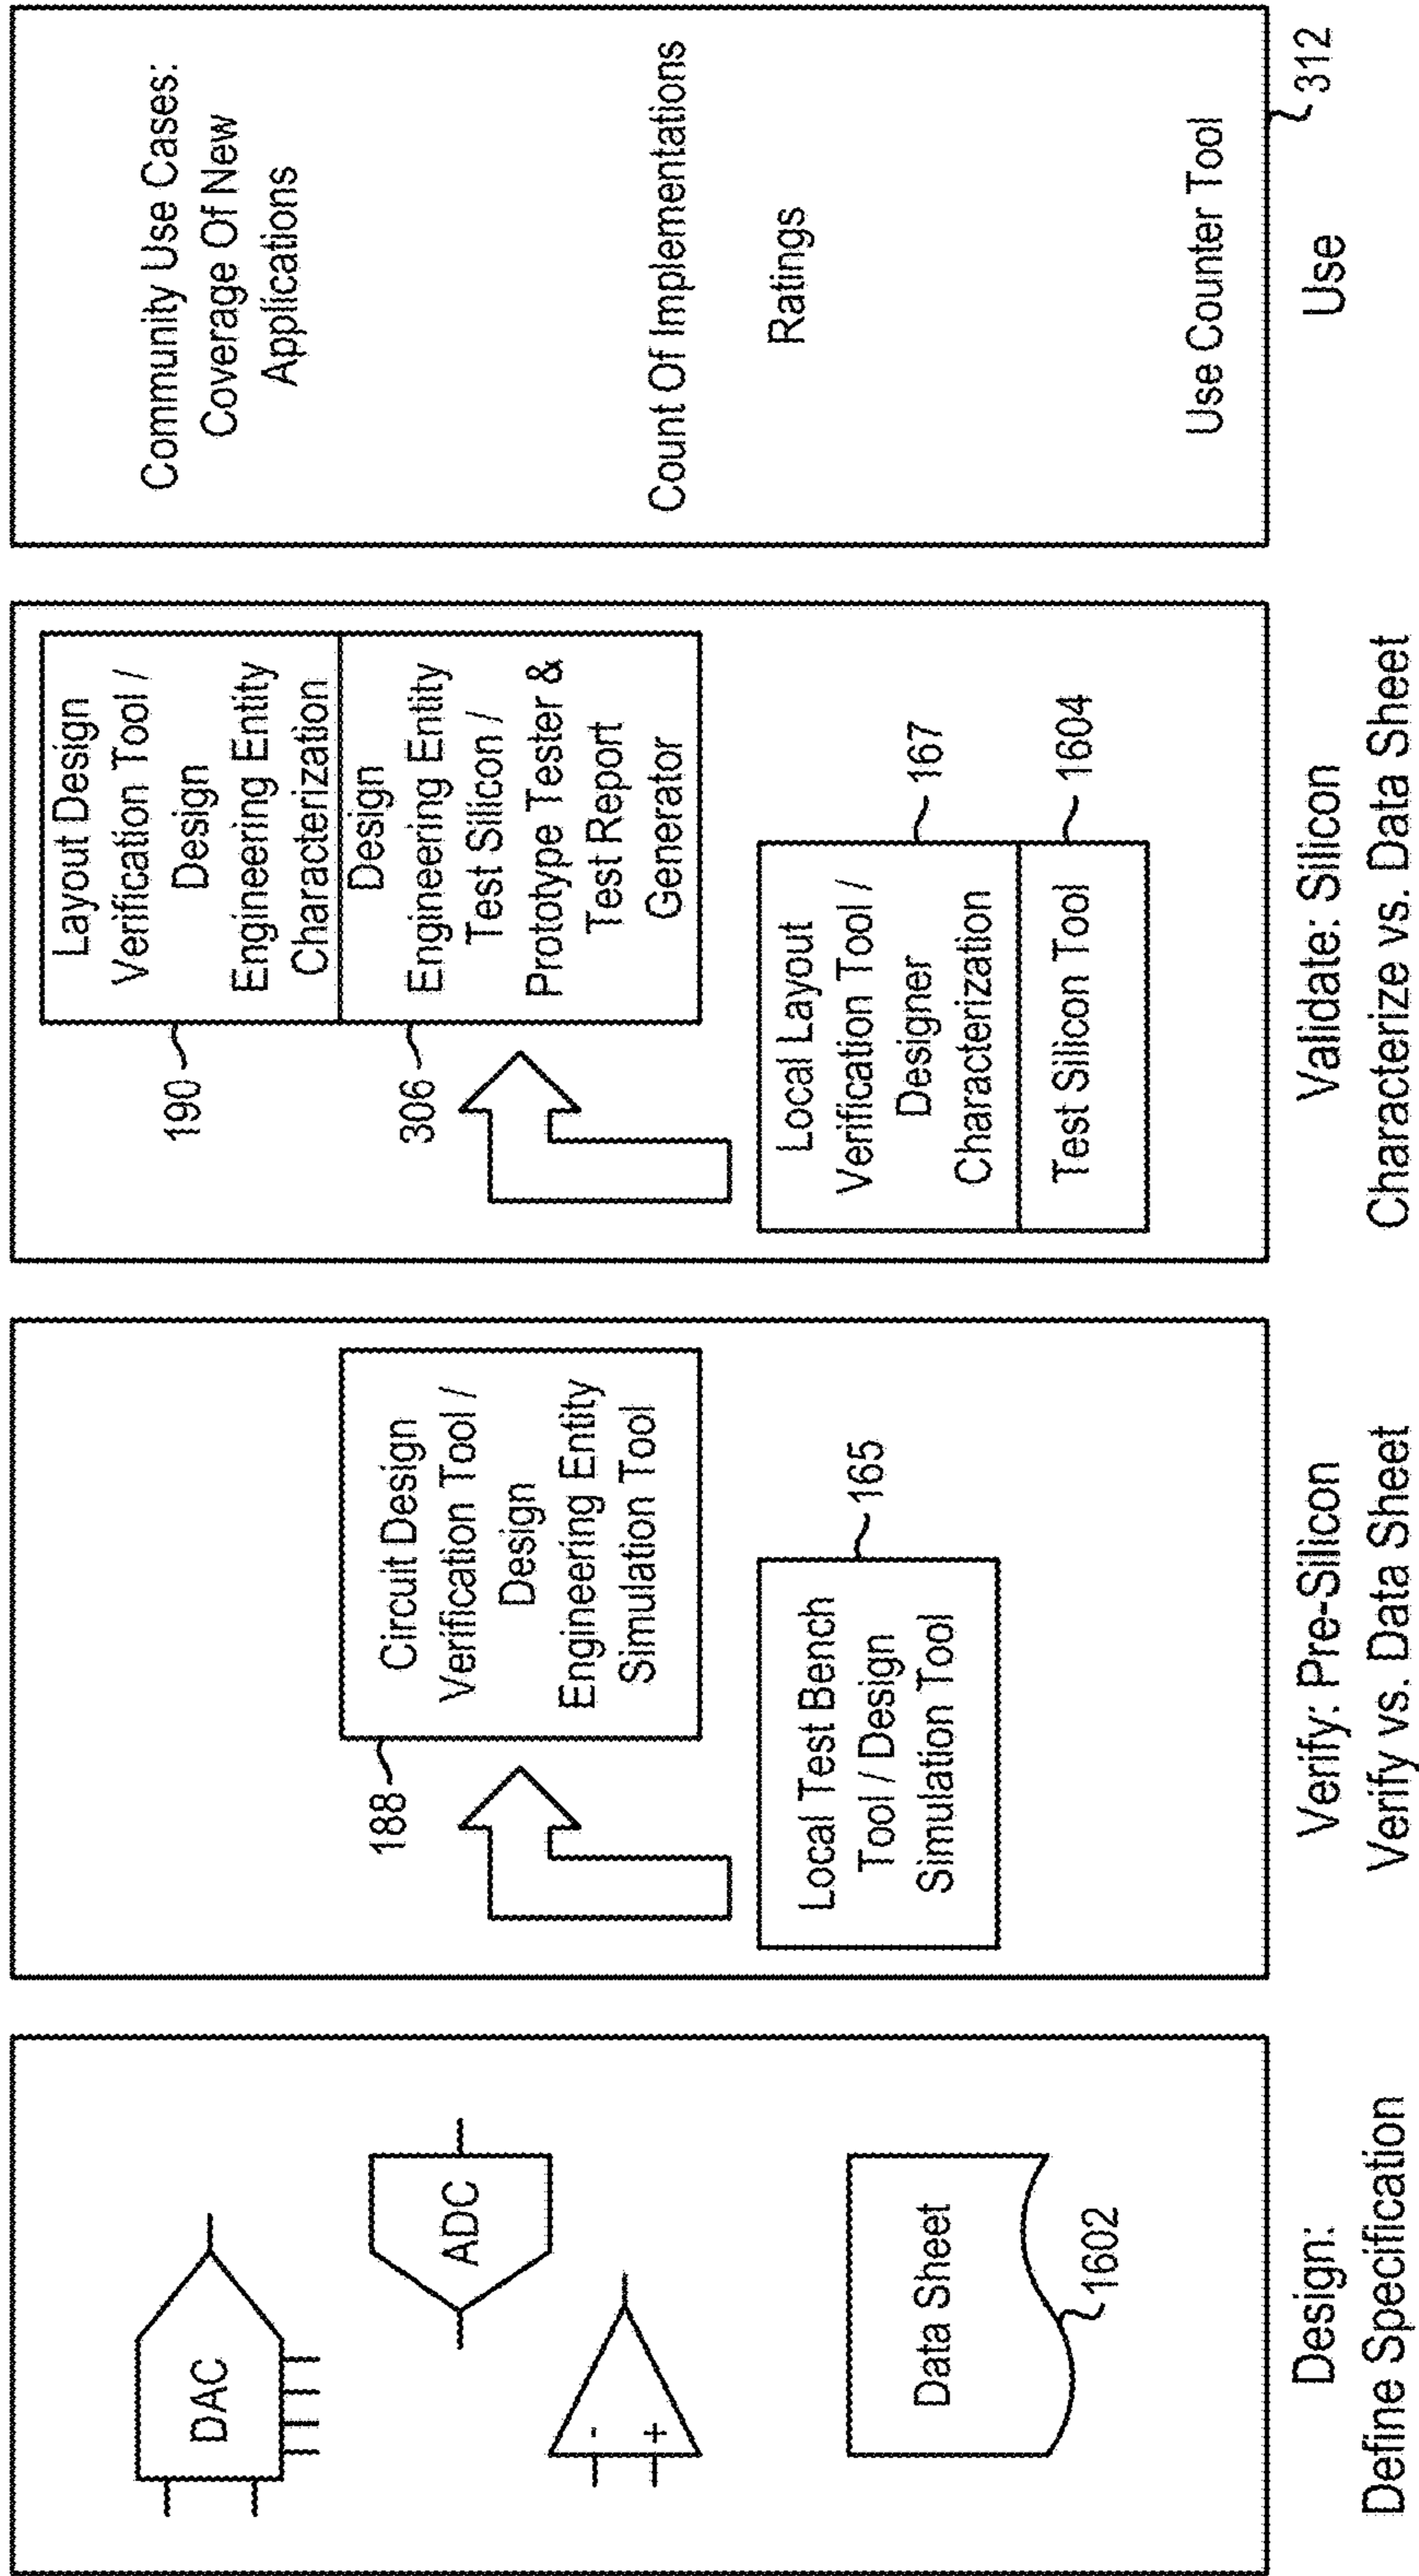 DAC
ADC
-
+
Data Sheet
1602
Design:
Define Specification
Circuit Design
Verification Tool /
Design
Engineering Entity
Simulation Tool
188
Local Test Bench
Tool / Design
Simulation Tool
165
Verify: Pre-Silicon
Verify vs. Data Sheet
Layout Design
Verification Tool /
Design
Engineering Entity
Characterization
190
Design
Engineering Entity
Test Silicon /
Prototype Tester &
Test Report
Generator
306
Local Layout
Verification Tool /
Designer
Characterization
167
Test Silicon Tool
1604
Validate: Silicon
Characterize vs. Data Sheet
Community Use Cases:
Coverage Of New
Applications
Count Of Implementations
Ratings
Use Counter Tool
312
Use